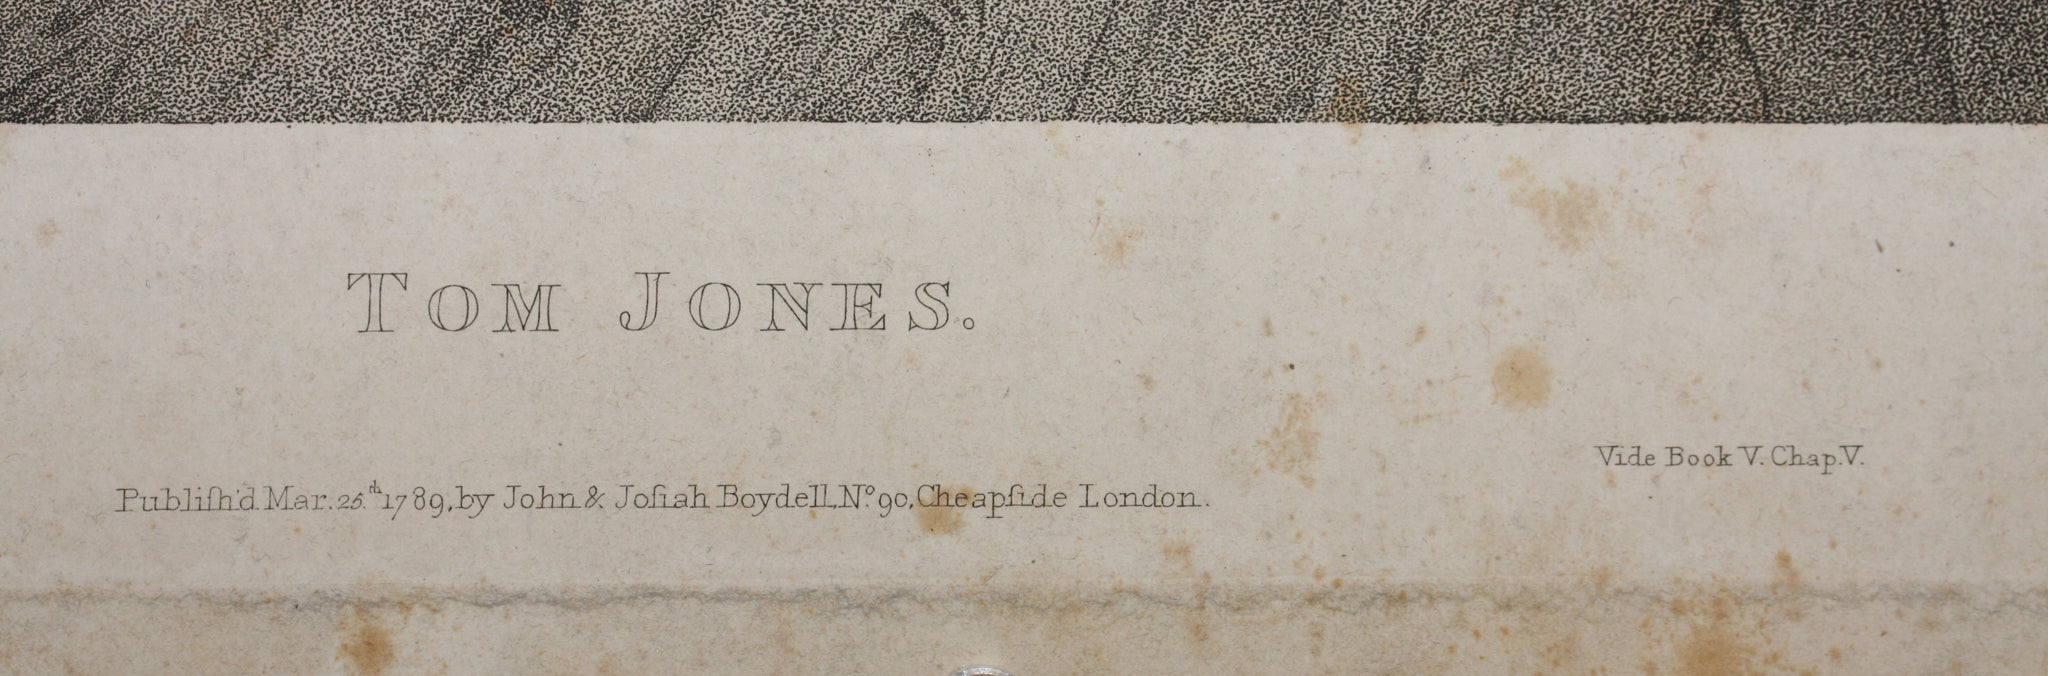 TOM JONES.
Vide Book V. Chap.V.
Publiſh'd Mar. 25.th 1789, by John & Joſiah Boydell, No. 90, Cheapſide London.